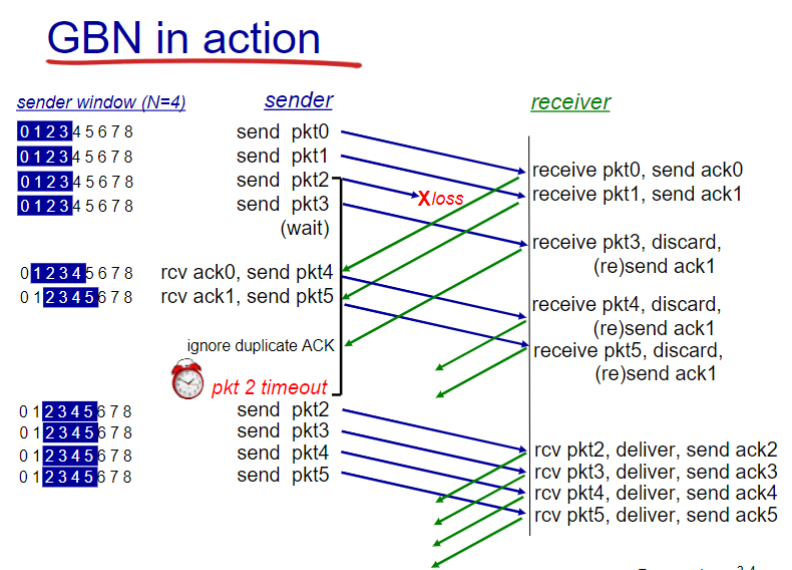 GBN in action
sender window (N=4)
sender
receiver
0 1 2 3 4 5 6 7 8
send pkt0
0 1 2 3 4 5 6 7 8
send pkt1
0 1 2 3 4 5 6 7 8
send pkt2
0 1 2 3 4 5 6 7 8
send pkt3
(wait)
X loss
receive pkt0, send ack0
receive pkt1, send ack1
receive pkt3, discard,
(re)send ack1
0 1 2 3 4 5 6 7 8
rcv ack0, send pkt4
0 1 2 3 4 5 6 7 8
rcv ack1, send pkt5
receive pkt4, discard,
(re)send ack1
receive pkt5, discard,
(re)send ack1
ignore duplicate ACK
pkt 2 timeout
0 1 2 3 4 5 6 7 8
send pkt2
0 1 2 3 4 5 6 7 8
send pkt3
0 1 2 3 4 5 6 7 8
send pkt4
0 1 2 3 4 5 6 7 8
send pkt5
rcv pkt2, deliver, send ack2
rcv pkt3, deliver, send ack3
rcv pkt4, deliver, send ack4
rcv pkt5, deliver, send ack5